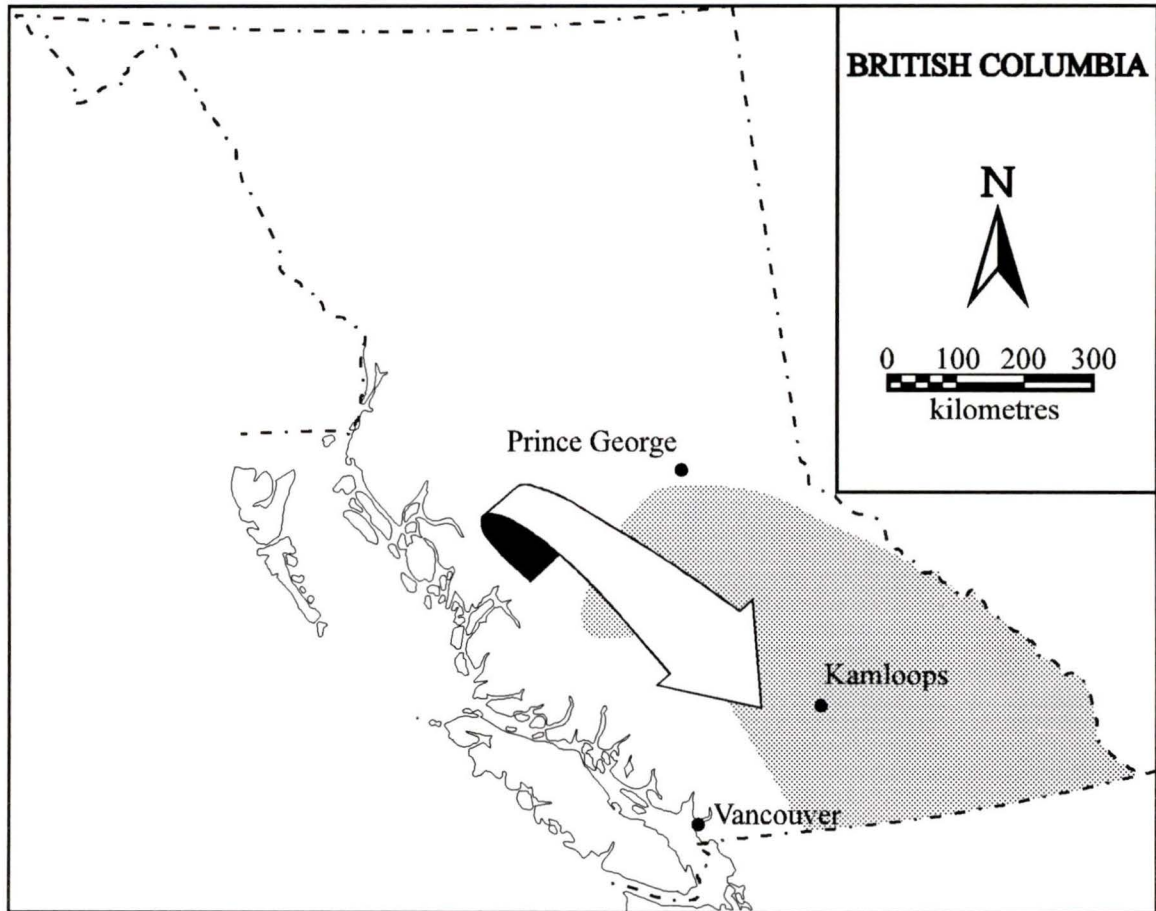 BRITISH COLUMBIA
N
0 100 200 300
kilometres
Prince George
Kamloops
Vancouver